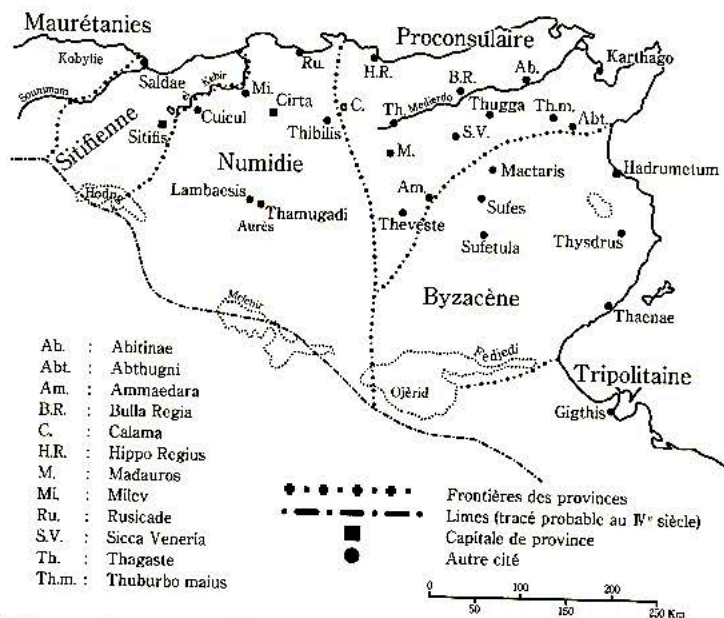 Maurétanies
Proconsulaire
Kobylie
Karthago
Soummam
Saldae
Kebir
Ru.
H.R.
B.R.
Ab.
Mi.
Cirta
C.
Th.
Medjerda
Thugga
Th.m.
Abt.
Sitifis
Cuicul
Thibilis
S.V.
Sitifienne
Numidie
M.
Mactaris
Hadrumetum
Hodna
Lambaesis
Am.
Thamugadi
Sufes
Aurès
Theveste
Sufetula
Thysdrus
Byzacène
Melrhir
Thaenae
Fedjedj
Tripolitaine
Djérid
Gigthis
Ab. : Abitinae
Abt. : Abthugni
Am. : Ammaedara
B.R. : Bulla Regia
C. : Calama
H.R. : Hippo Regius
M. : Madauros
Mi. : Milev
Ru. : Rusicade
S.V. : Sicca Veneria
Th. : Thagaste
Th.m. : Thuburbo maius
Frontières des provinces
Limes (tracé probable au IVe siècle)
Capitale de province
Autre cité
0 100 200
50 150 250 Km